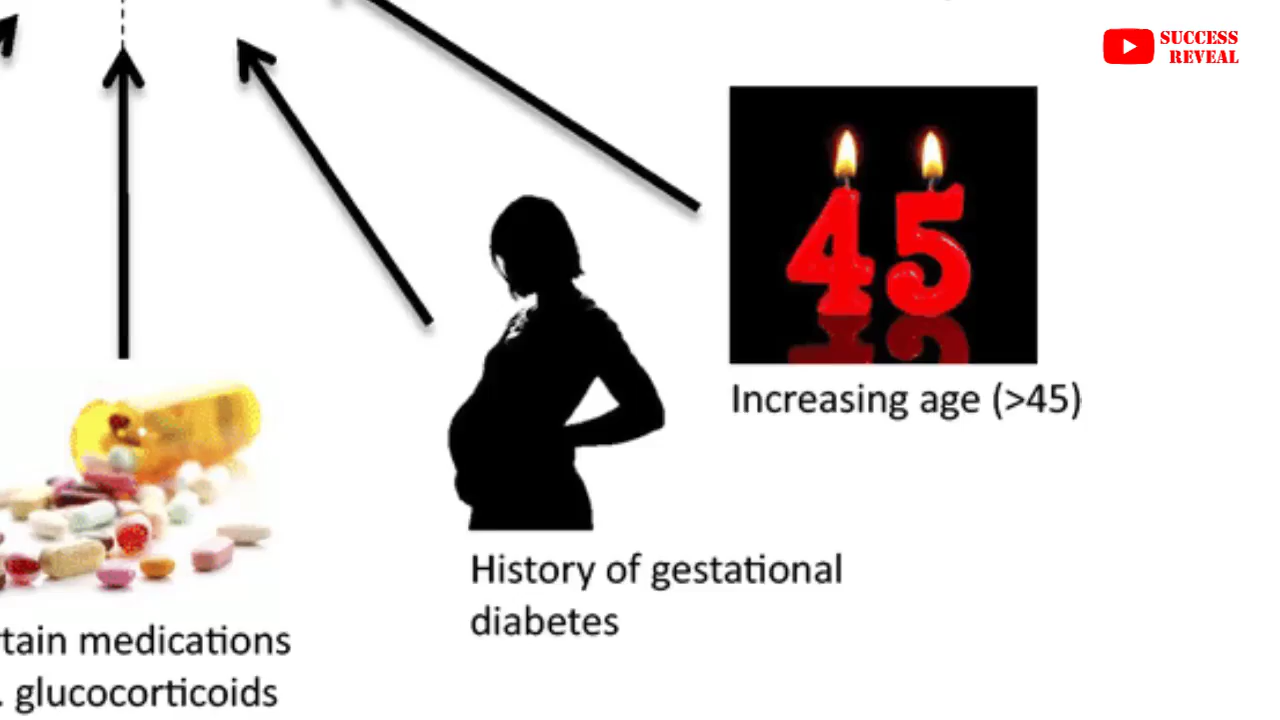 SUCCESS
REVEAL
45
Increasing age (>45)
History of gestational
diabetes
tain medications
. glucocorticoids